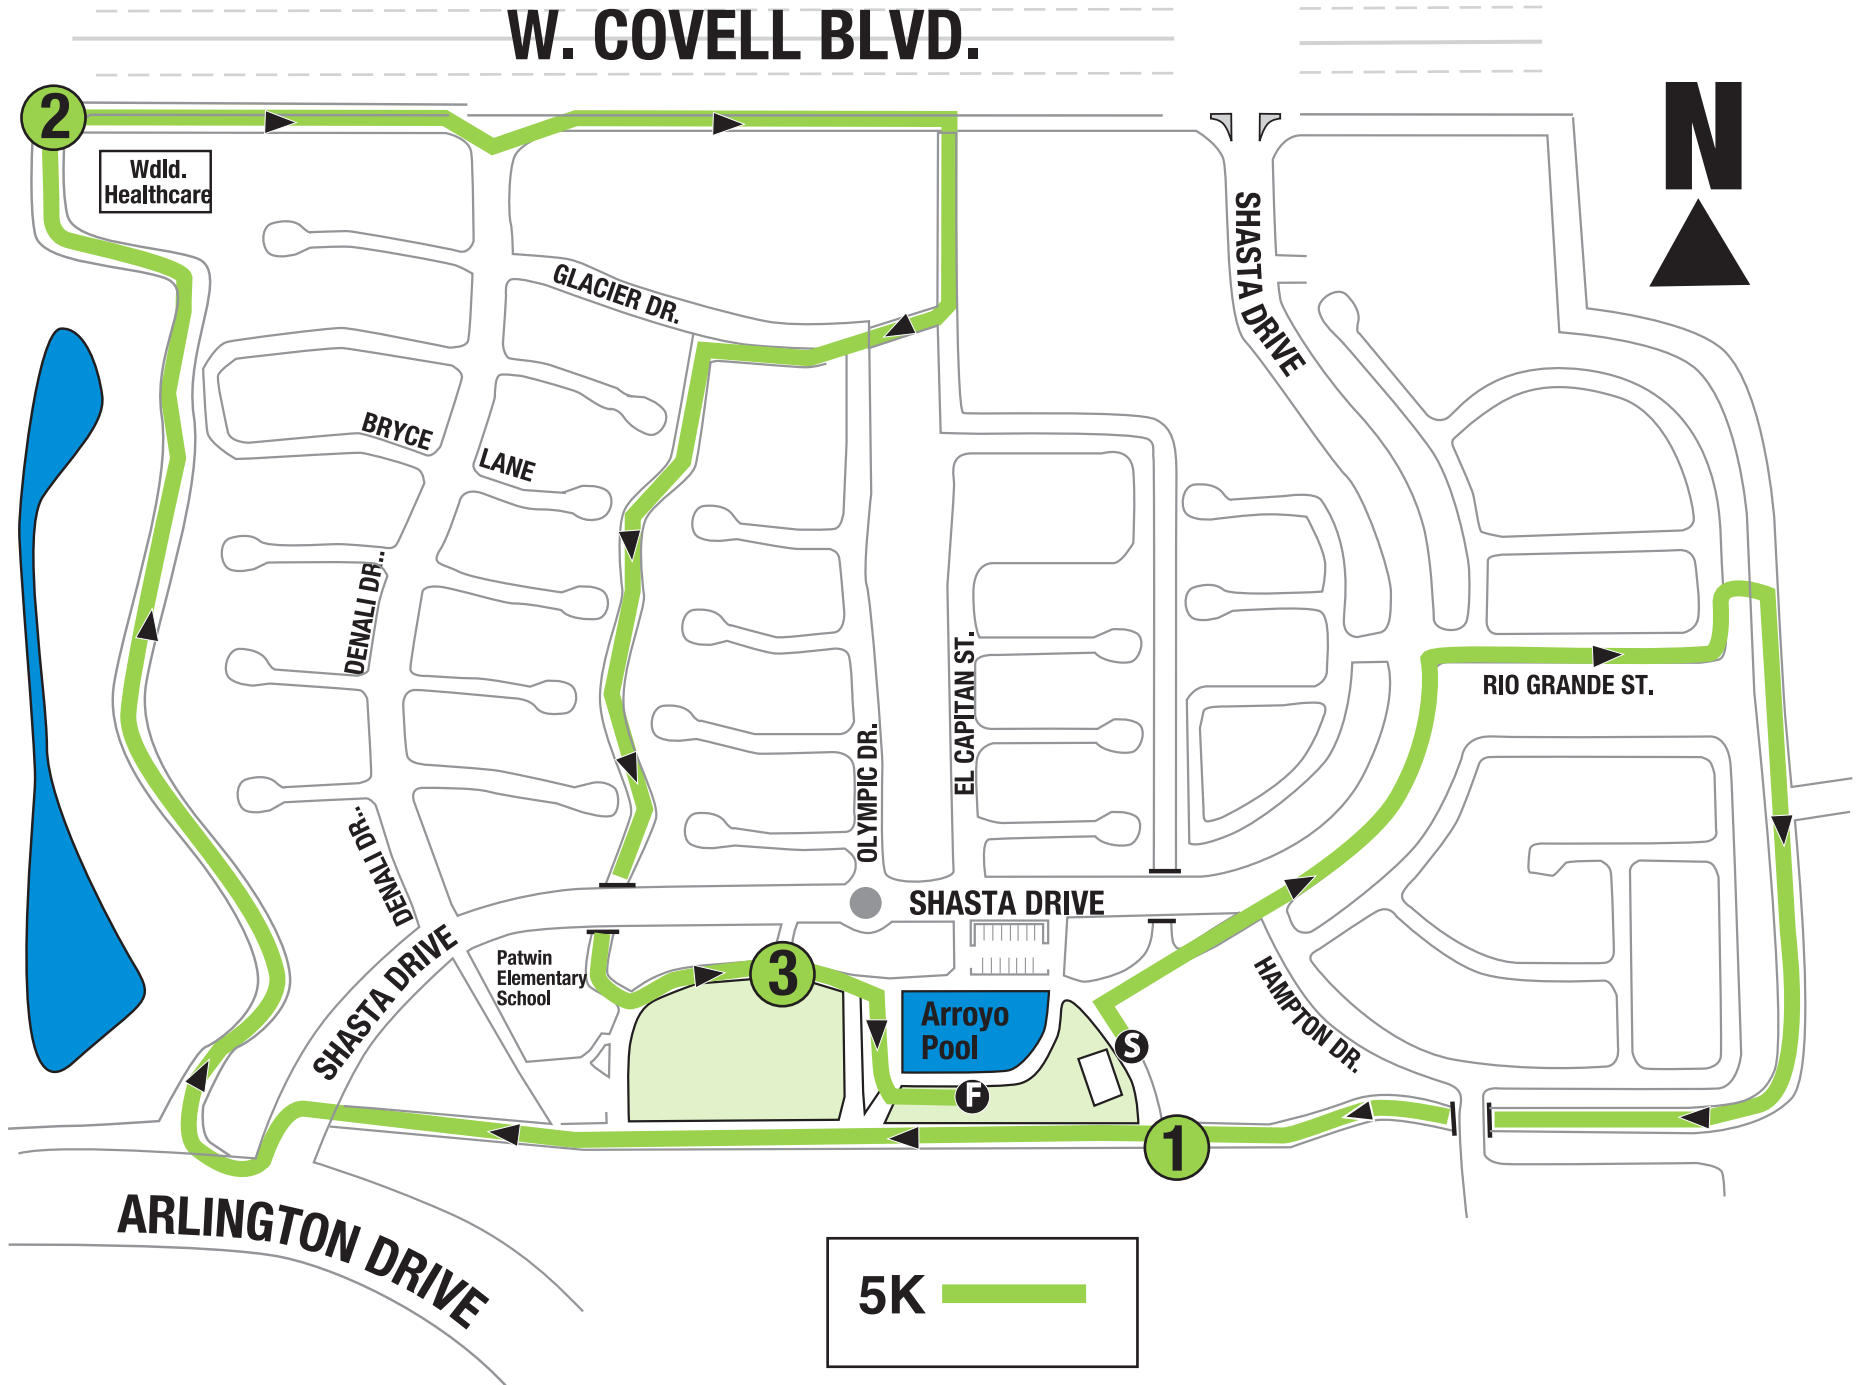 W. COVELL BLVD.
2
Wdld.
Healthcare
N
SHASTA DRIVE
GLACIER DR.
BRYCE
LANE
DENALI DR..
EL CAPITAN ST.
RIO GRANDE ST.
OLYMPIC DR.
DENALI DR..
SHASTA DRIVE
SHASTA DRIVE
Patwin
Elementary
School
3
Arroyo
Pool
S
F
HAMPTON DR.
1
ARLINGTON DRIVE
5K